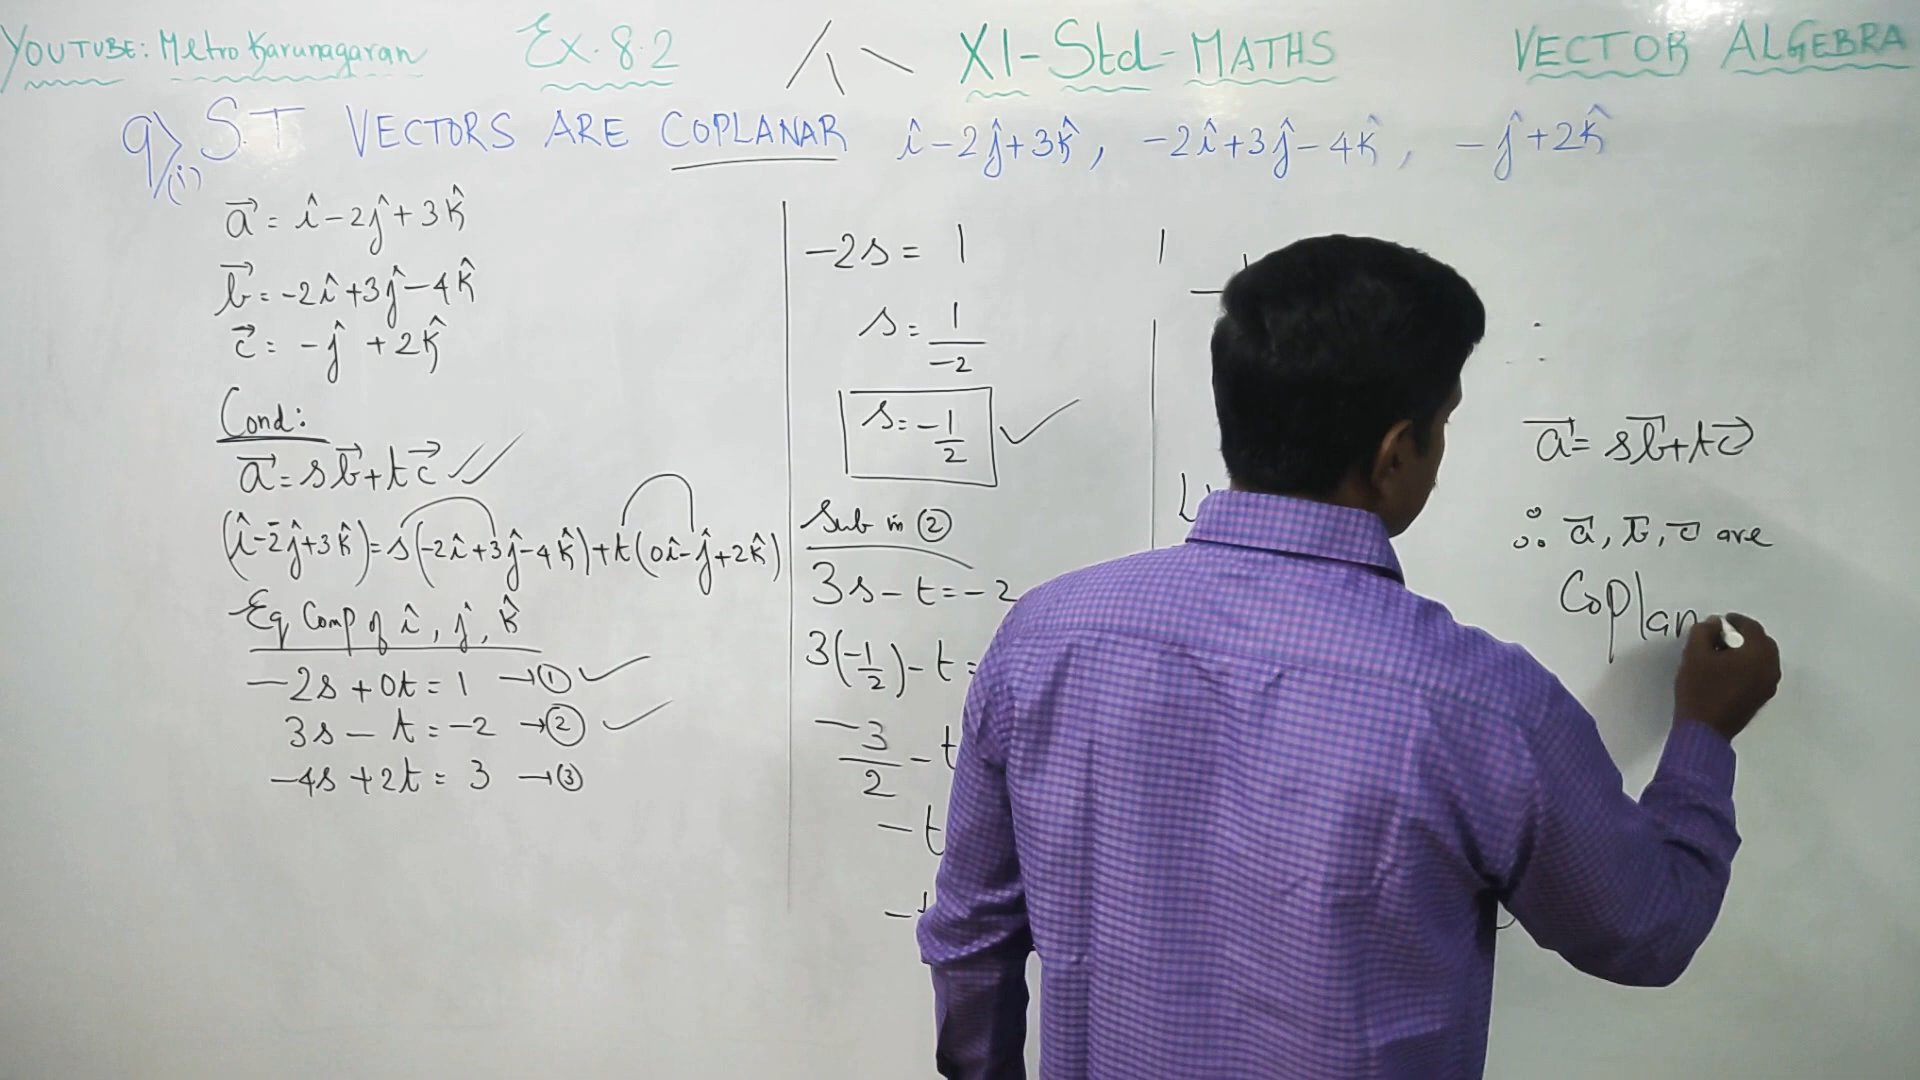 YOUTUBE: Metro Karunagaran Ex. 8.2 XI-Std-MATHS VECTOR ALGEBRA
9) (i) S.T VECTORS ARE COPLANAR î-2ĵ+3k̂, -2î+3ĵ-4k̂, -ĵ+2k̂
a⃗ = î-2ĵ+3k̂
b⃗ = -2î+3ĵ-4k̂
c⃗ = -ĵ +2k̂
Cond:
a⃗ = sb⃗+tc⃗
(î-2ĵ+3k̂)=s(-2î+3ĵ-4k̂)+t(0î-ĵ+2k̂)
Eq Comp of î, ĵ, k̂
-2s+0t=1 →①
3s-t=-2 →②
-4s+2t=3 →③
-2s=1
s=1/-2
s=-1/2
Sub in ②
3s-t=-2
3(-1/2)-t=
-3/2-t
-t
a⃗=sb⃗+tc⃗
∴ a⃗, b⃗, c⃗ are
Coplan